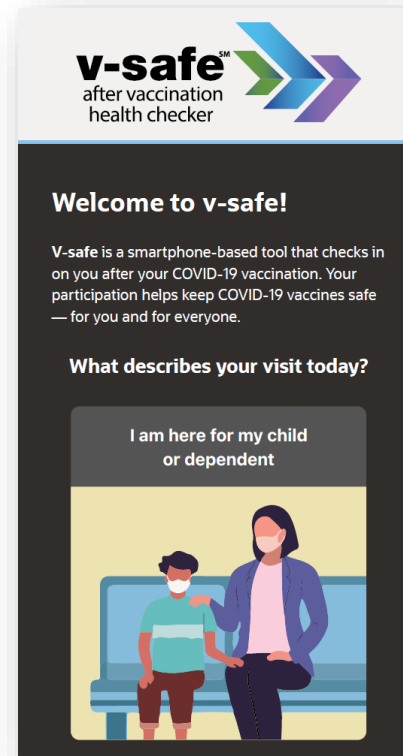 v-safe℠
after vaccination
health checker
Welcome to v-safe!
V-safe is a smartphone-based tool that checks in
on you after your COVID-19 vaccination. Your
participation helps keep COVID-19 vaccines safe
— for you and for everyone.
What describes your visit today?
I am here for my child
or dependent